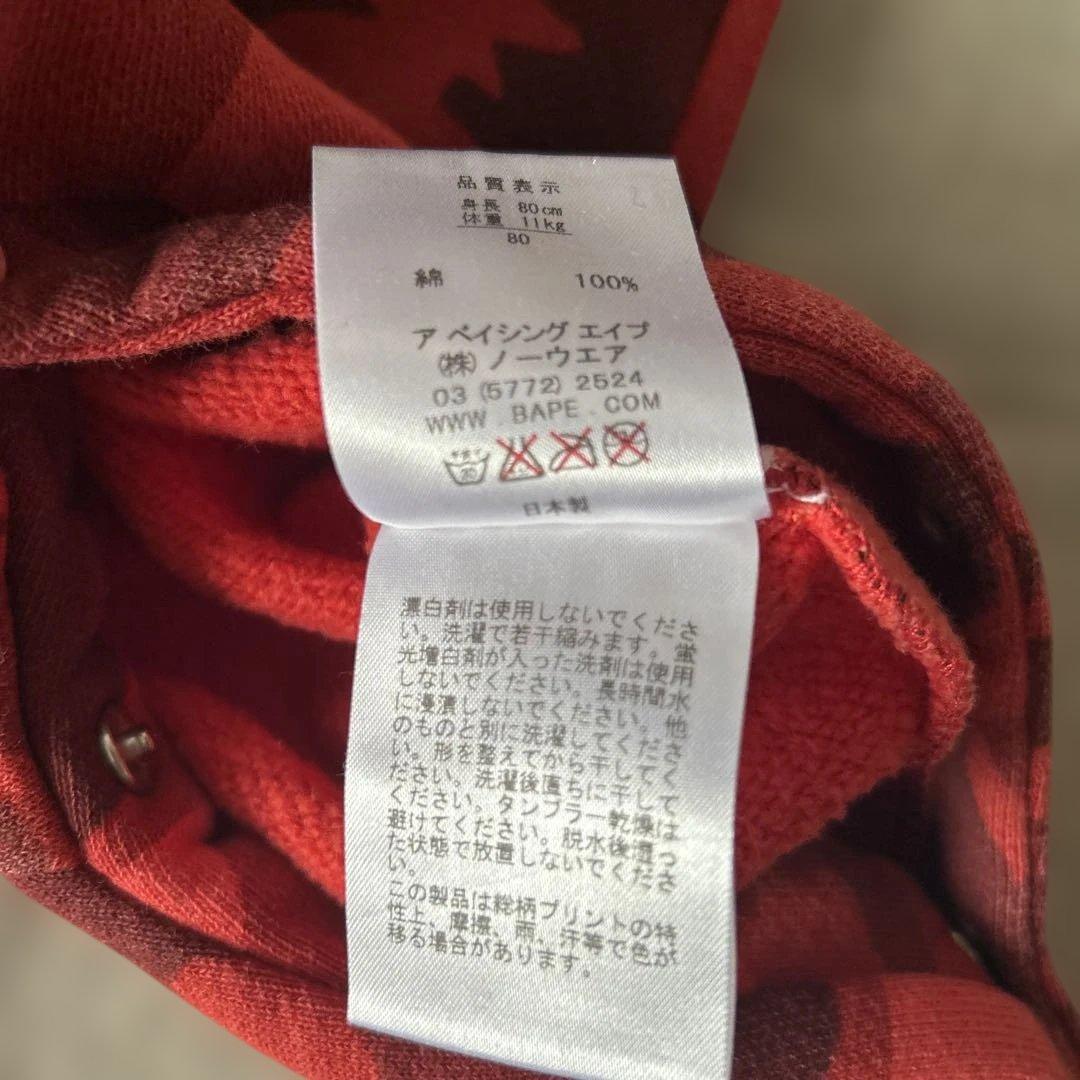 品質表示
身長 80cm
体重 11kg
80
綿 100%
ア ベイシング エイプ
㈱ ノーウエア
03 (5772) 2524
WWW . BAPE . COM
日本製
漂白剤は使用しないでくださ
い。洗濯で若干縮みます。蛍
光増白剤が入った洗剤は使用
しないでください。長時間水
に浸漬しないでください。他
のものと別に洗濯してくださ
い。形を整えてから干してく
ださい。洗濯後直ちに干して
ください。タンブラー乾燥は
避けてください。脱水後湿っ
た状態で放置しないでくださ
い。
この製品は総柄プリントの特
性上、摩擦、雨、汗等で色が
移る場合があります。